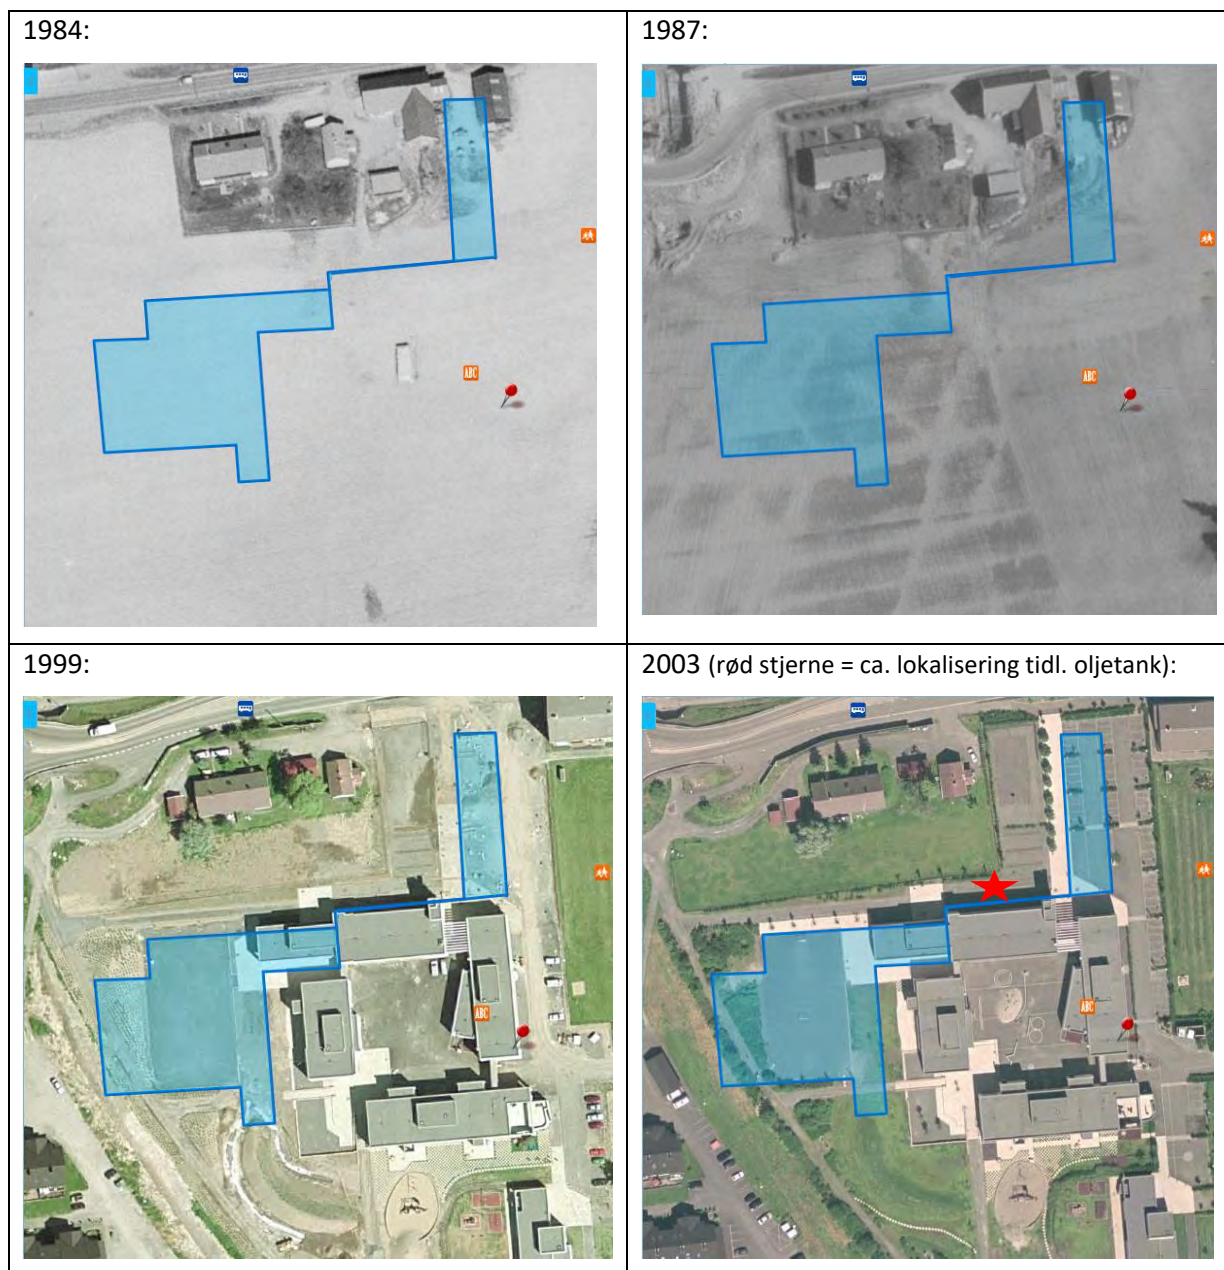 1984:
1987:
ABC
ABC
1999:
2003 (rød stjerne = ca. lokalisering tidl. oljetank):
ABC
ABC